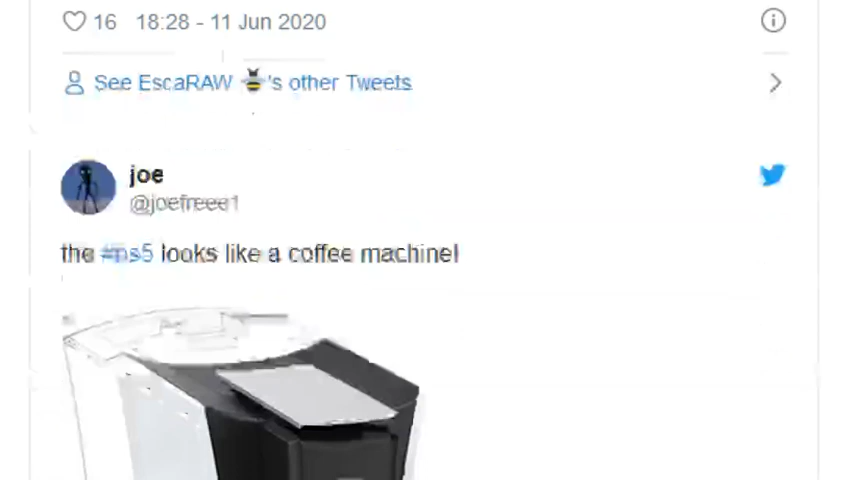 16 18:28 - 11 Jun 2020
See EscaRAW 🐝's other Tweets
joe
@joefreee1
the #ps5 looks like a coffee machine!